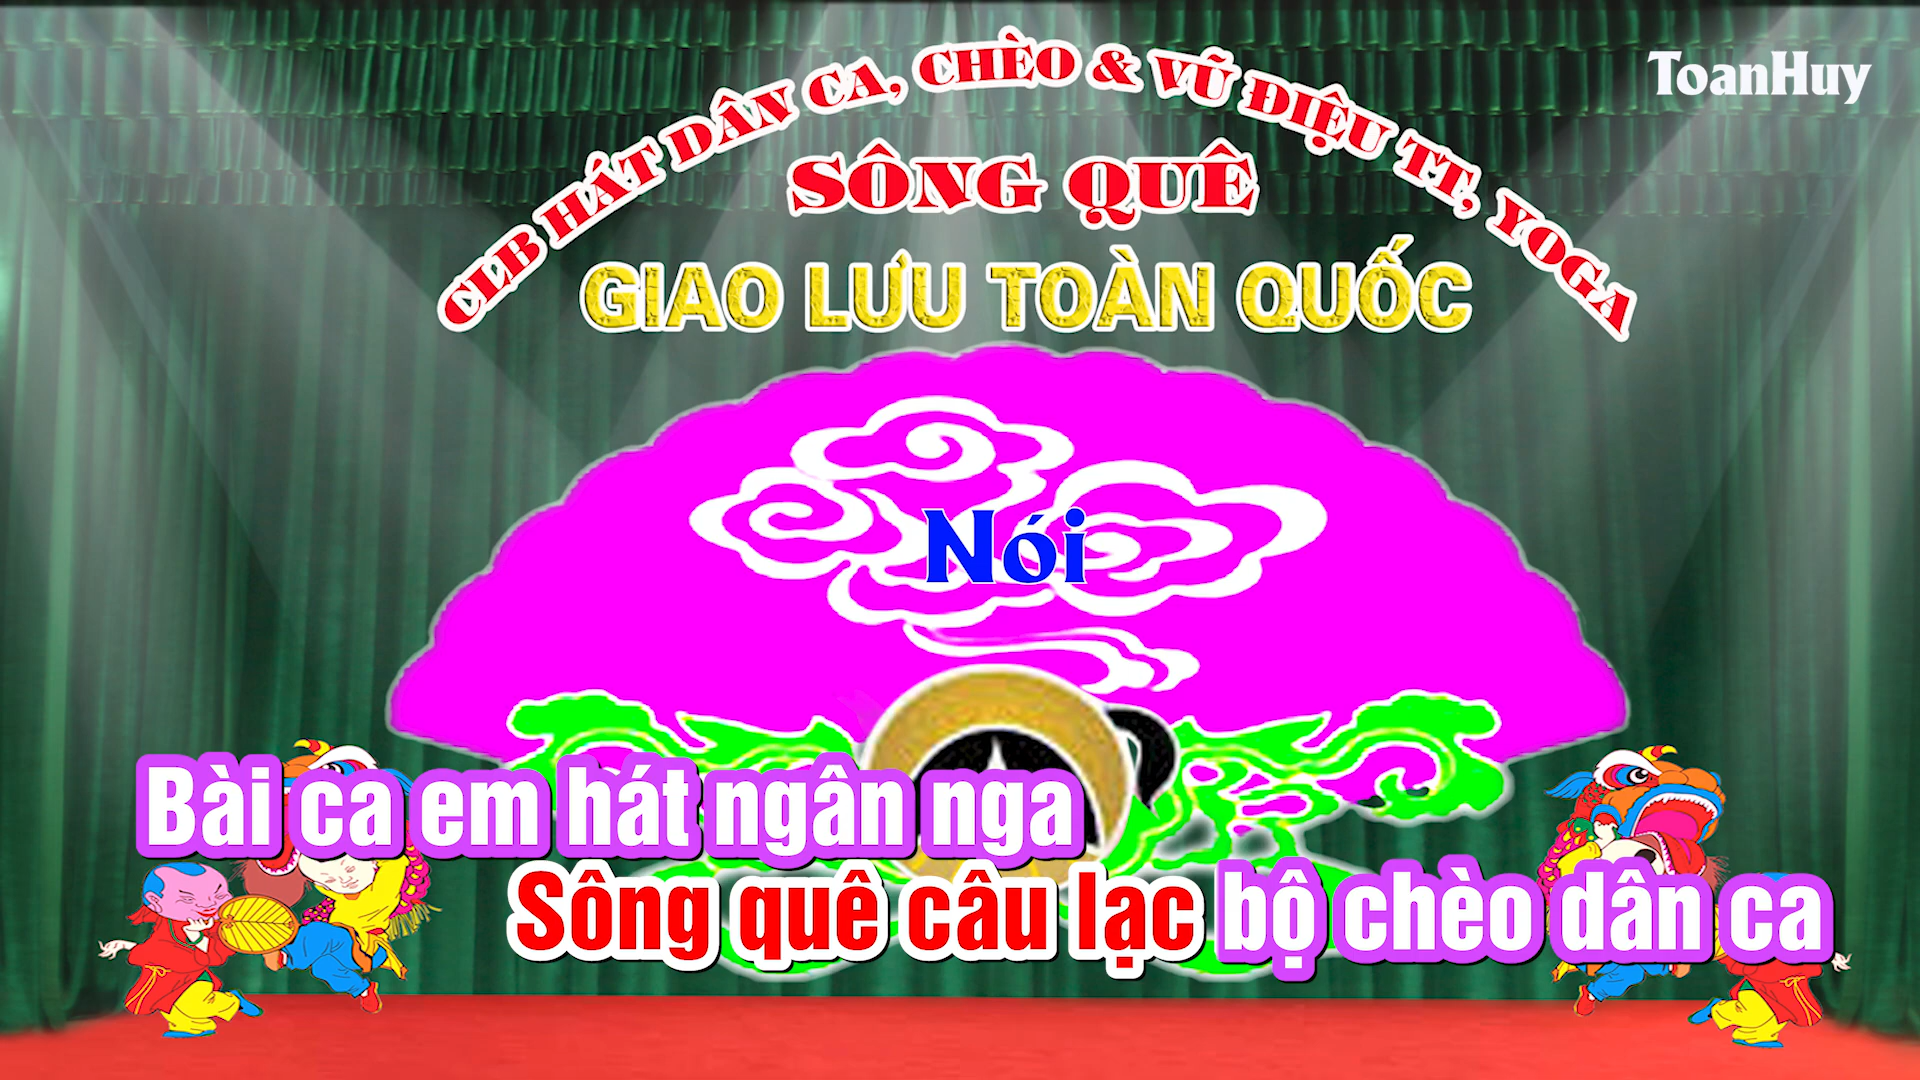 ToanHuy
CLB HÁT DÂN CA, CHÈO & VŨ ĐIỆU TT, YOGA
SÔNG QUÊ
GIAO LƯU TOÀN QUỐC
Nói
Bài ca em hát ngân nga
Sông quê câu lạc bộ chèo dân ca